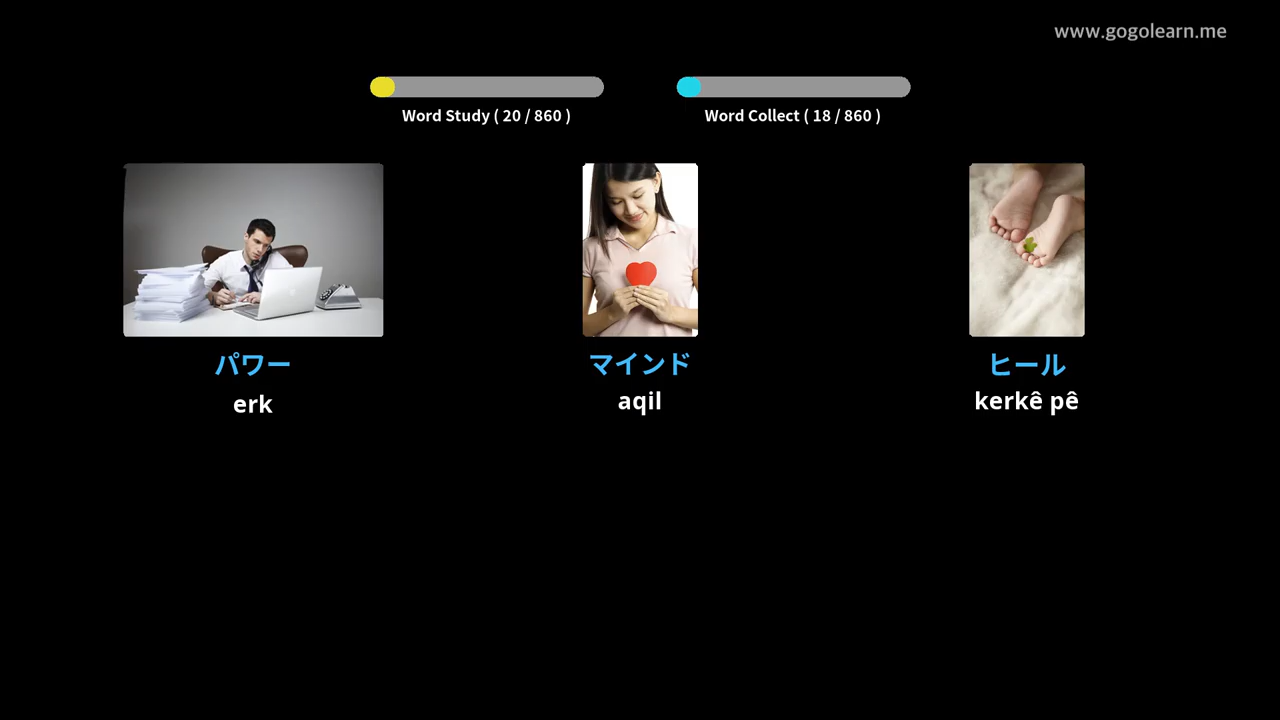 www.gogolearn.me
Word Study ( 20 / 860 )
Word Collect ( 18 / 860 )
パワー
マインド
ヒール
erk
aqil
kerkê pê